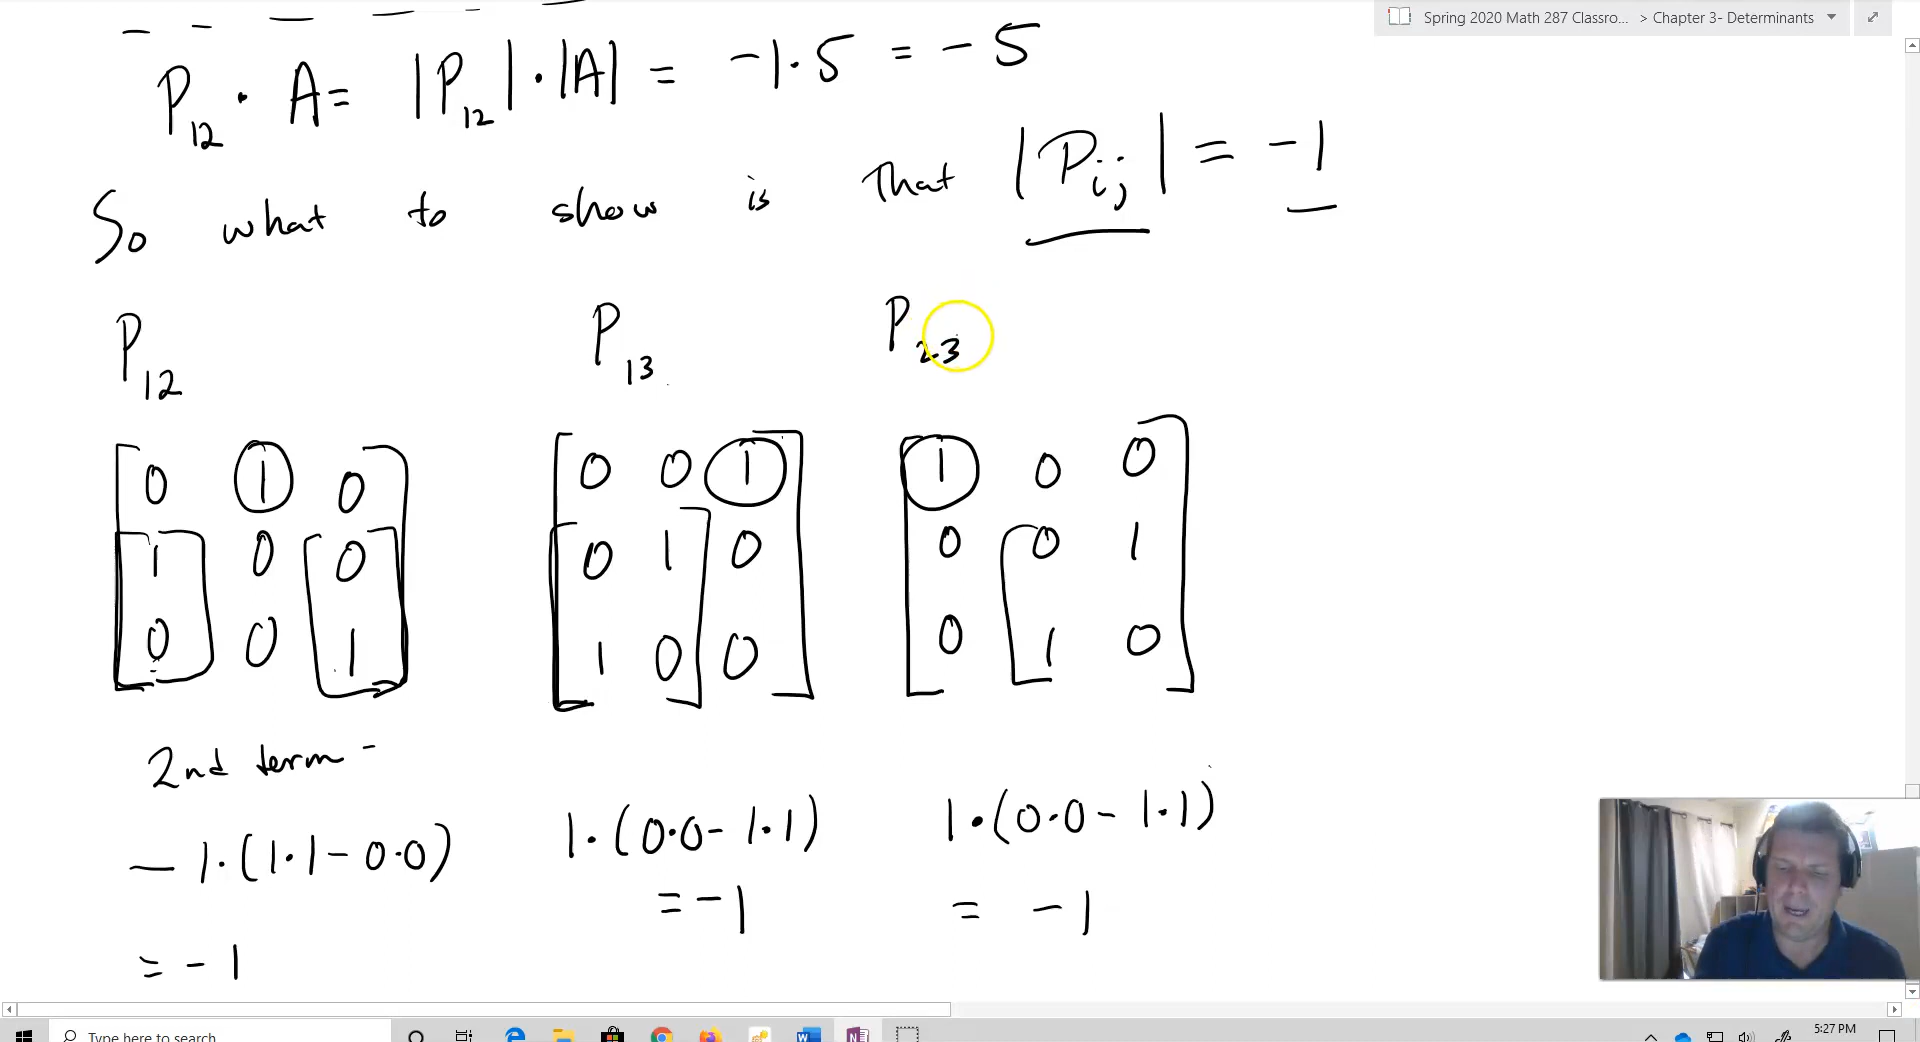 Spring 2020 Math 287 Classro... > Chapter 3- Determinants
P₁₂ · A = |P₁₂| · |A| = -1·5 = -5
So what to show is that |Pᵢⱼ| = -1
P₁₂ P₁₃ P₂₃
0 1 0 0 0 1 1 0 0
1 0 0 0 1 0 0 0 1
0 0 1 1 0 0 0 1 0
2nd term -
- 1·(1·1 - 0·0) 1·(0·0 - 1·1) 1·(0·0 - 1·1)
= -1 = -1
= -1
Type here to search
5:27 PM